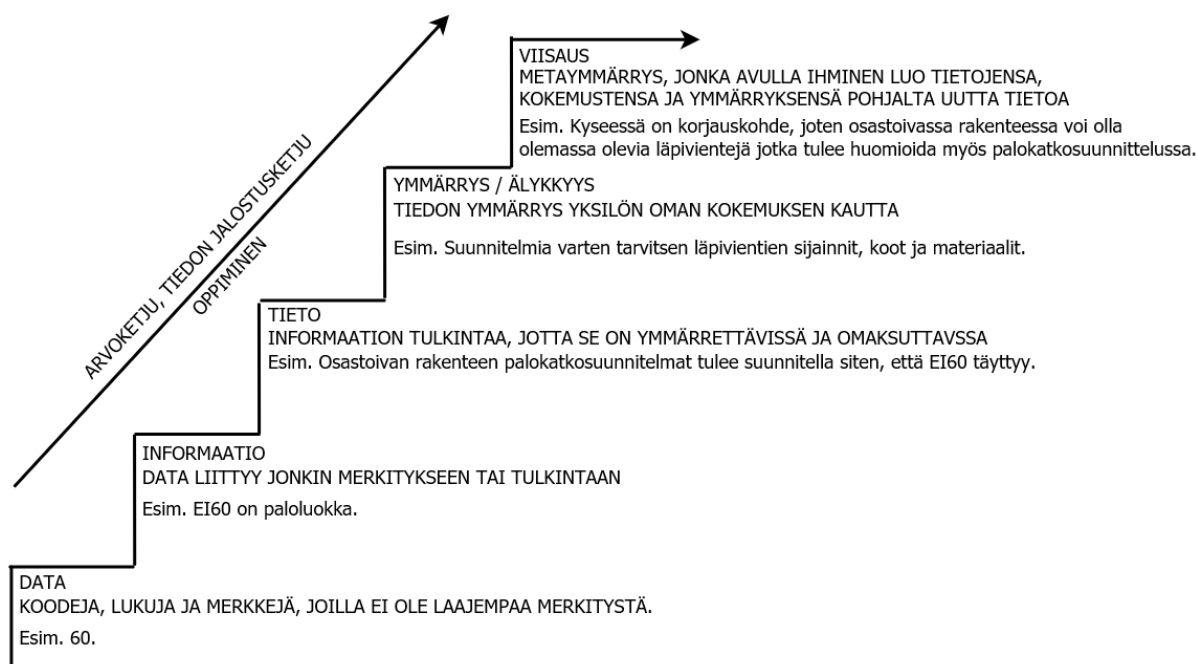 VIISAUS
METAYMMÄRRYS, JONKA AVULLA IHMINEN LUO TIETOJENSA,
KOKEMUSTENSA JA YMMÄRRYKSENSÄ POHJALTA UUTTA TIETOA
Esim. Kyseessä on korjauskohde, joten osastoivassa rakenteessa voi olla
olemassa olevia läpivientejä jotka tulee huomioida myös palokatkosuunnittelussa.
ARVOKETJU, TIEDON JALOSTUSKETJU
OPPIMINEN
YMMÄRRYS / ÄLYKKYYS
TIEDON YMMÄRRYS YKSILÖN OMAN KOKEMUKSEN KAUTTA
Esim. Suunnitelmia varten tarvitsen läpivientien sijainnit, koot ja materiaalit.
TIETO
INFORMAATION TULKINTAA, JOTTA SE ON YMMÄRRETTÄVISSÄ JA OMAKSUTTAVSSA
Esim. Osastoivan rakenteen palokatkosuunnitelmat tulee suunnitella siten, että EI60 täyttyy.
INFORMAATIO
DATA LIITTYY JONKIN MERKITYKSEEN TAI TULKINTAAN
Esim. EI60 on paloluokka.
DATA
KOODEJA, LUKUJA JA MERKKEJÄ, JOILLA EI OLE LAAJEMPAA MERKITYSTÄ.
Esim. 60.